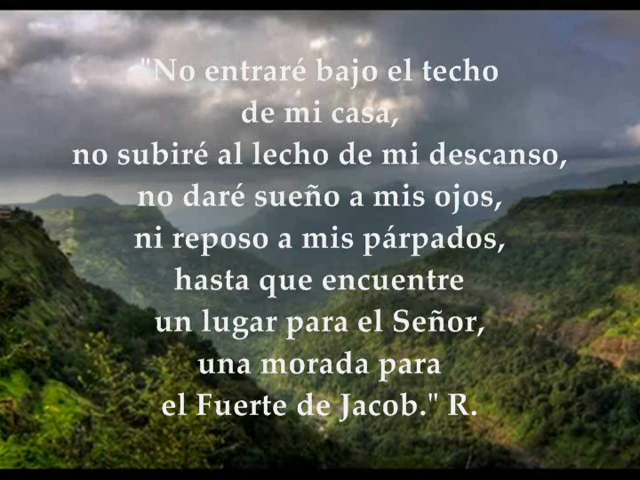 "No entraré bajo el techo
de mi casa,
no subiré al lecho de mi descanso,
no daré sueño a mis ojos,
ni reposo a mis párpados,
hasta que encuentre
un lugar para el Señor,
una morada para
el Fuerte de Jacob." R.